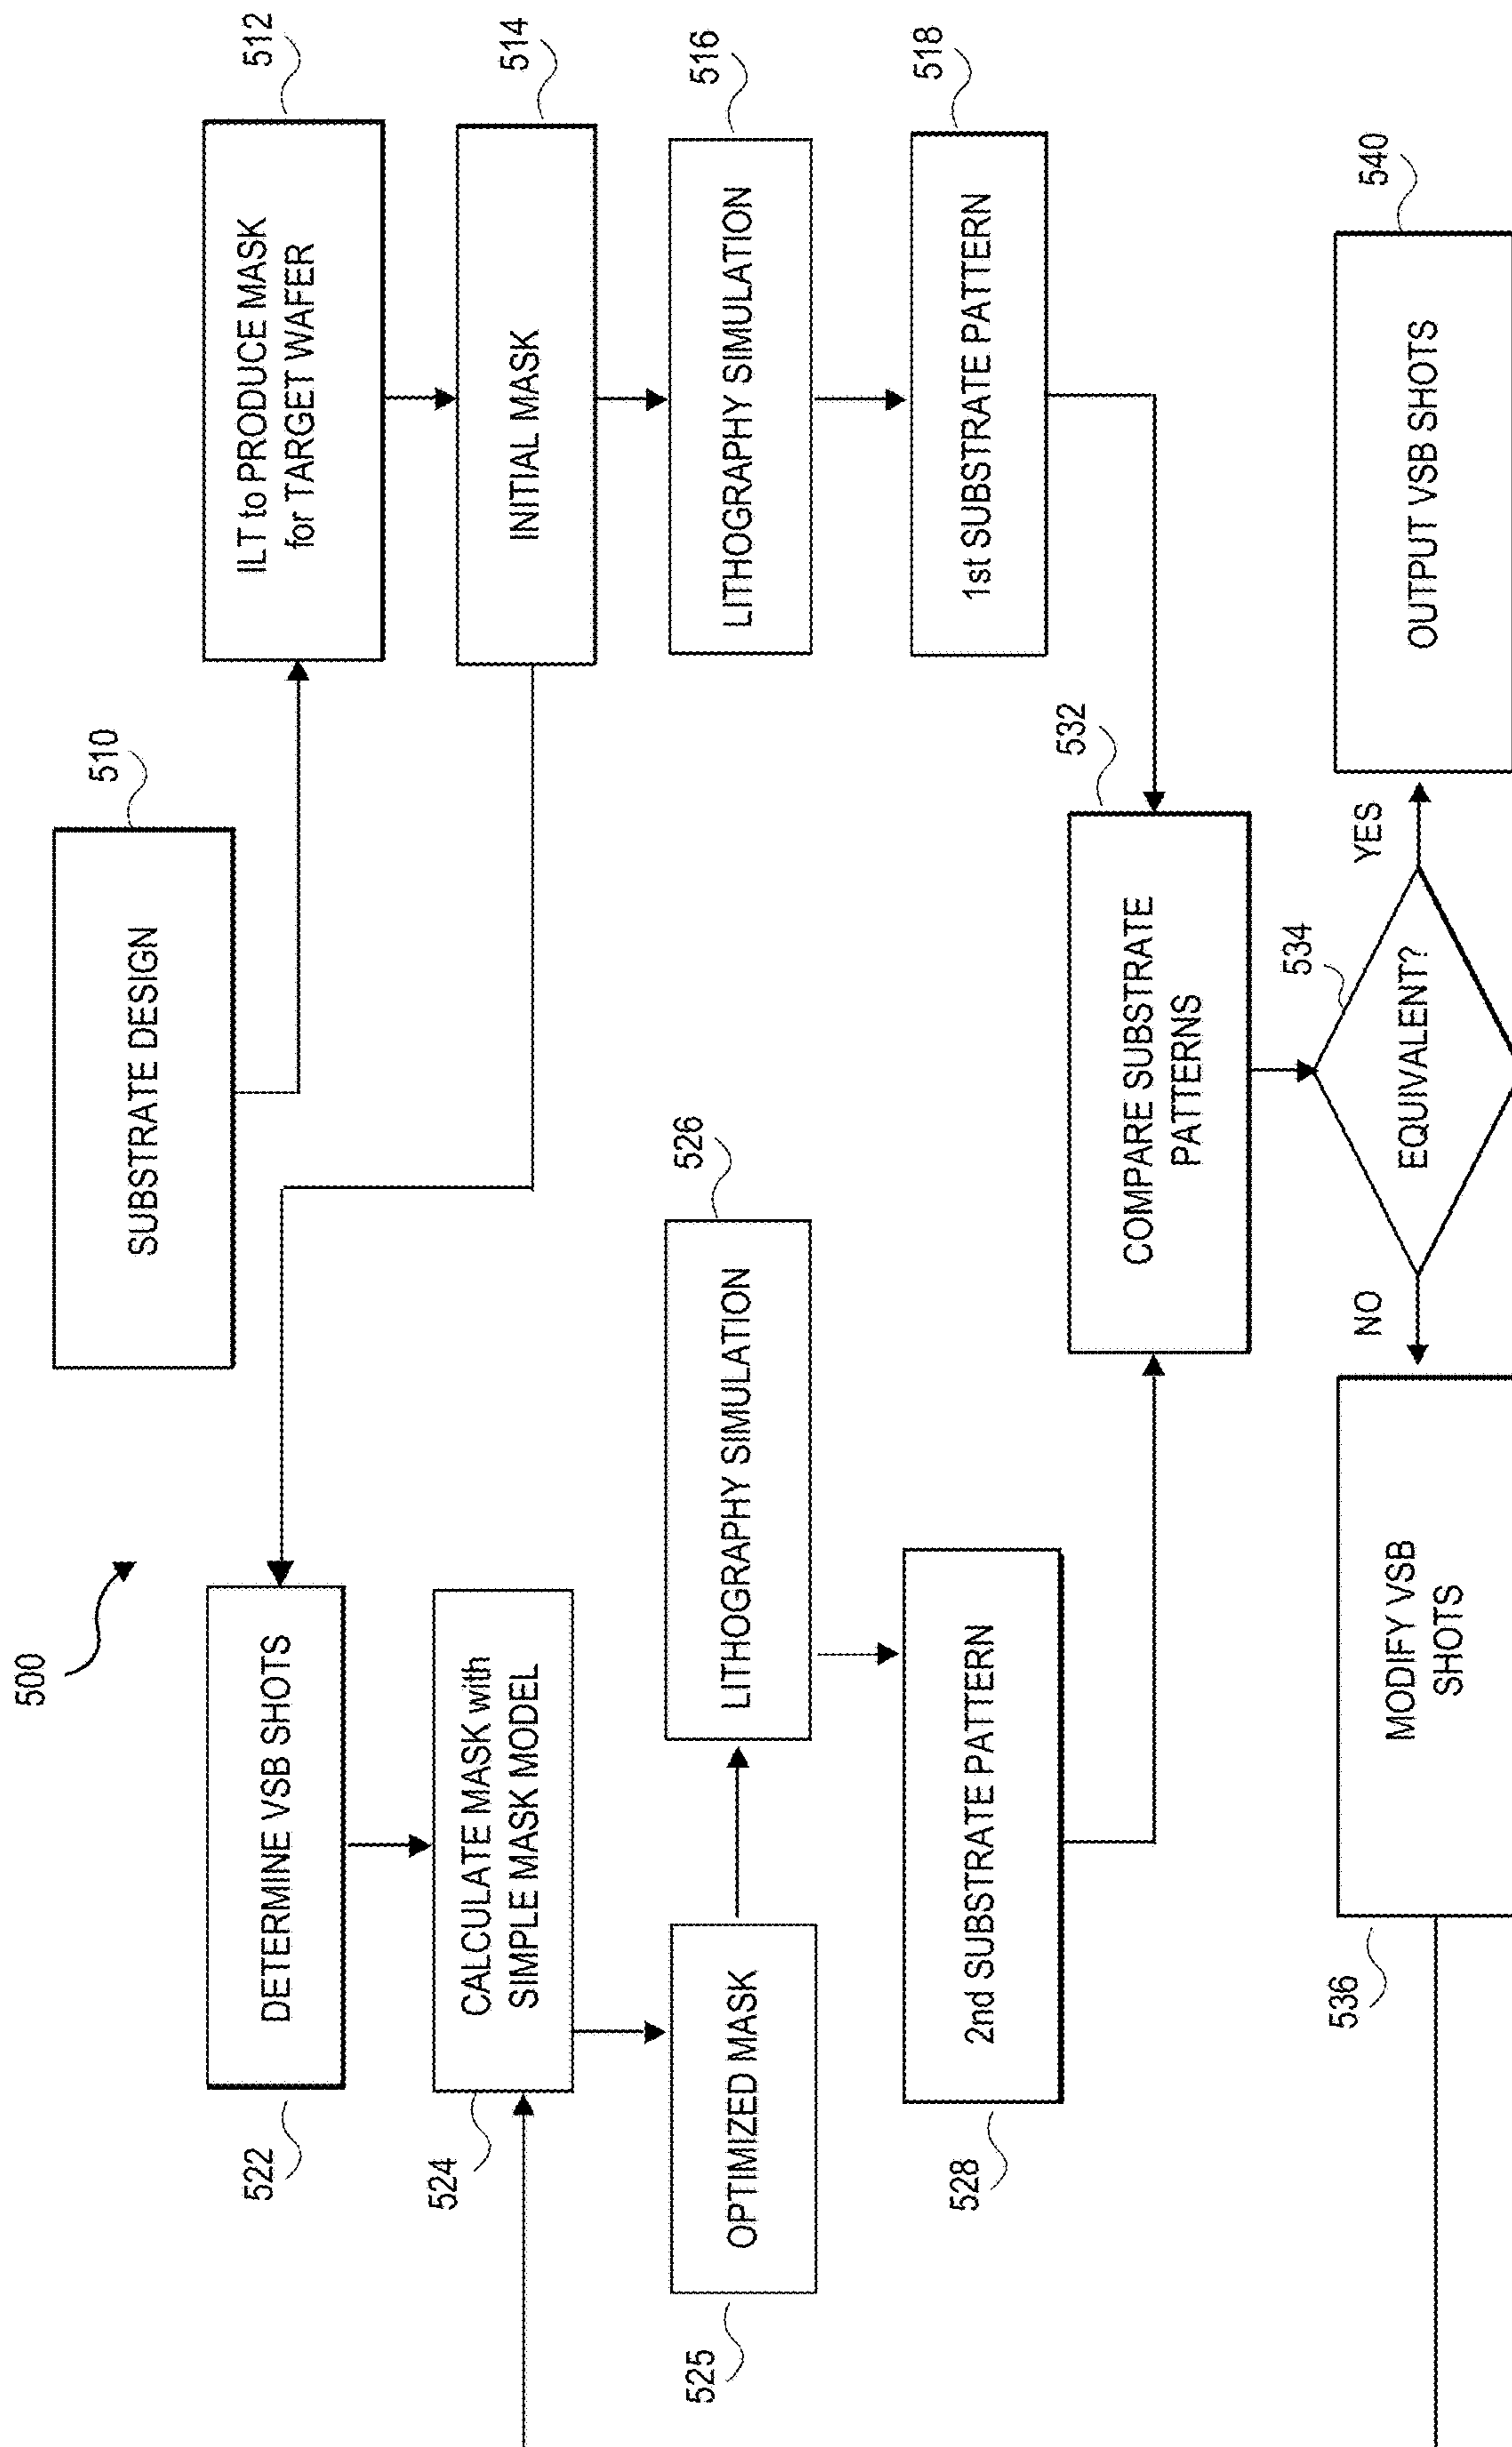 500
SUBSTRATE DESIGN
510
ILT to PRODUCE MASK
for TARGET WAFER
512
INITIAL MASK
514
LITHOGRAPHY SIMULATION
516
1st SUBSTRATE PATTERN
518
DETERMINE VSB SHOTS
522
CALCULATE MASK with
SIMPLE MASK MODEL
524
OPTIMIZED MASK
525
LITHOGRAPHY SIMULATION
526
2nd SUBSTRATE PATTERN
528
COMPARE SUBSTRATE
PATTERNS
532
EQUIVALENT?
534
NO
YES
MODIFY VSB
SHOTS
536
OUTPUT VSB SHOTS
540